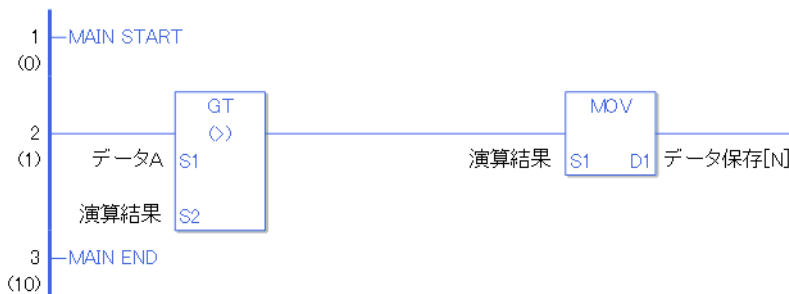 1 MAIN START
(0)
GT MOV
2 (>)
(1) データA S1 演算結果 S1 D1 データ保存[N]
演算結果 S2
3 MAIN END
(10)